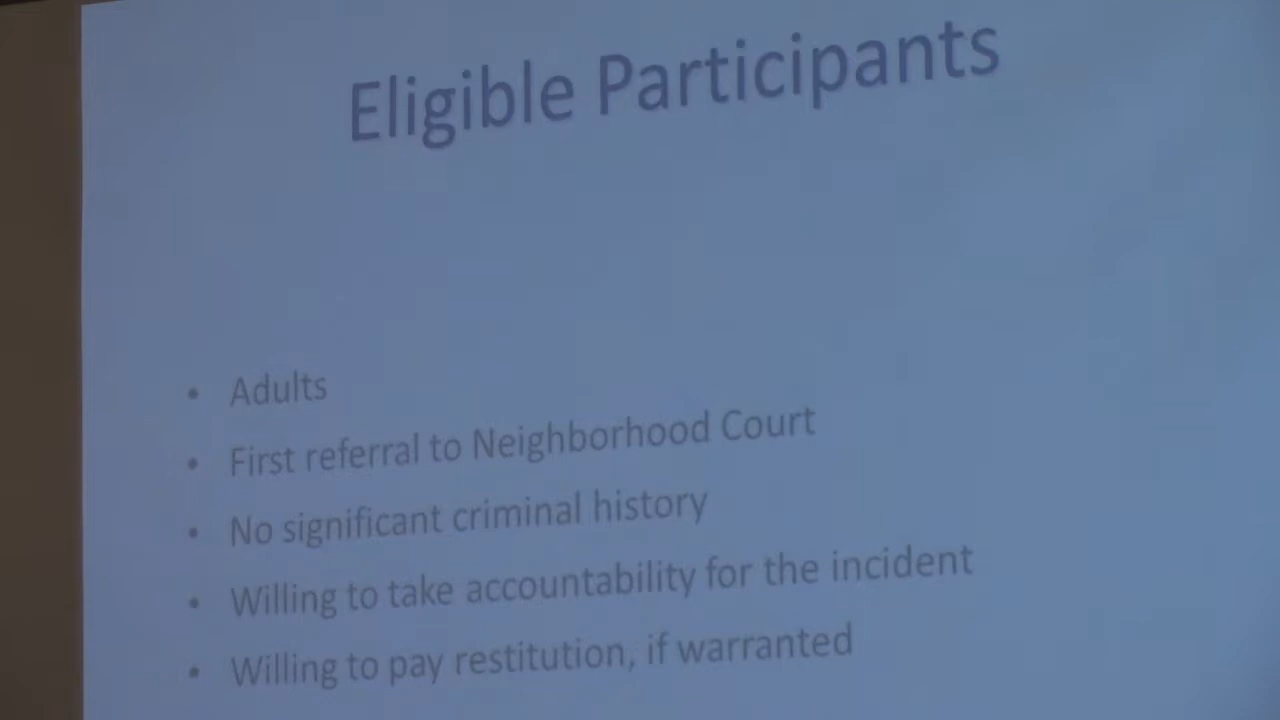 Eligible Participants
• Adults
• First referral to Neighborhood Court
• No significant criminal history
• Willing to take accountability for the incident
• Willing to pay restitution, if warranted